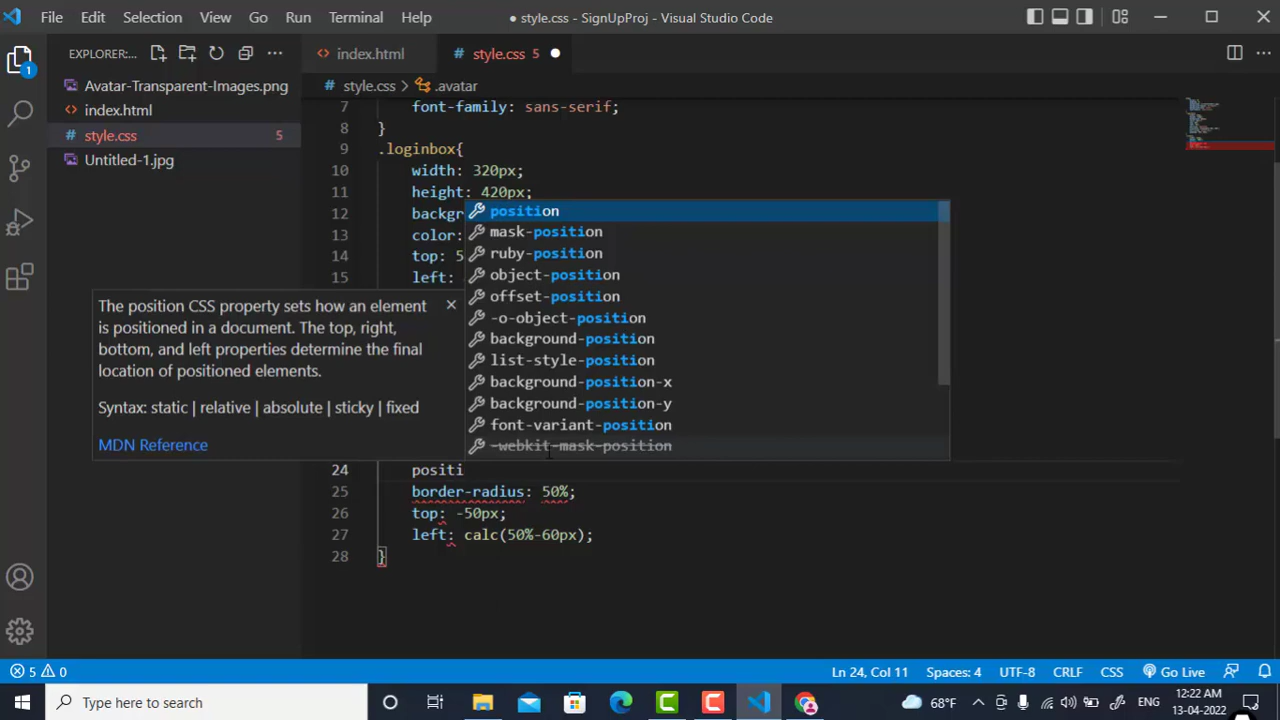 File Edit Selection View Go Run Terminal Help
● style.css - SignUpProj - Visual Studio Code
EXPLORER: ···
index.html
# style.css 5 ●
Avatar-Transparent-Images.png
<> index.html
# style.css 5
Untitled-1.jpg
# style.css > .avatar
7 font-family: sans-serif;
8 }
9 .loginbox{
10 width: 320px;
11 height: 420px;
12 backgr
13 color:
14 top: 5
15 left:
position
mask-position
ruby-position
object-position
offset-position
-o-object-position
background-position
list-style-position
background-position-x
background-position-y
font-variant-position
-webkit-mask-position
The position CSS property sets how an element
is positioned in a document. The top, right,
bottom, and left properties determine the final
location of positioned elements.
Syntax: static | relative | absolute | sticky | fixed
MDN Reference
24 positi
25 border-radius: 50%;
26 top: -50px;
27 left: calc(50%-60px);
28 }
1
5 0
Ln 24, Col 11 Spaces: 4 UTF-8 CRLF CSS Go Live
Type here to search
68°F
ENG
12:22 AM
13-04-2022